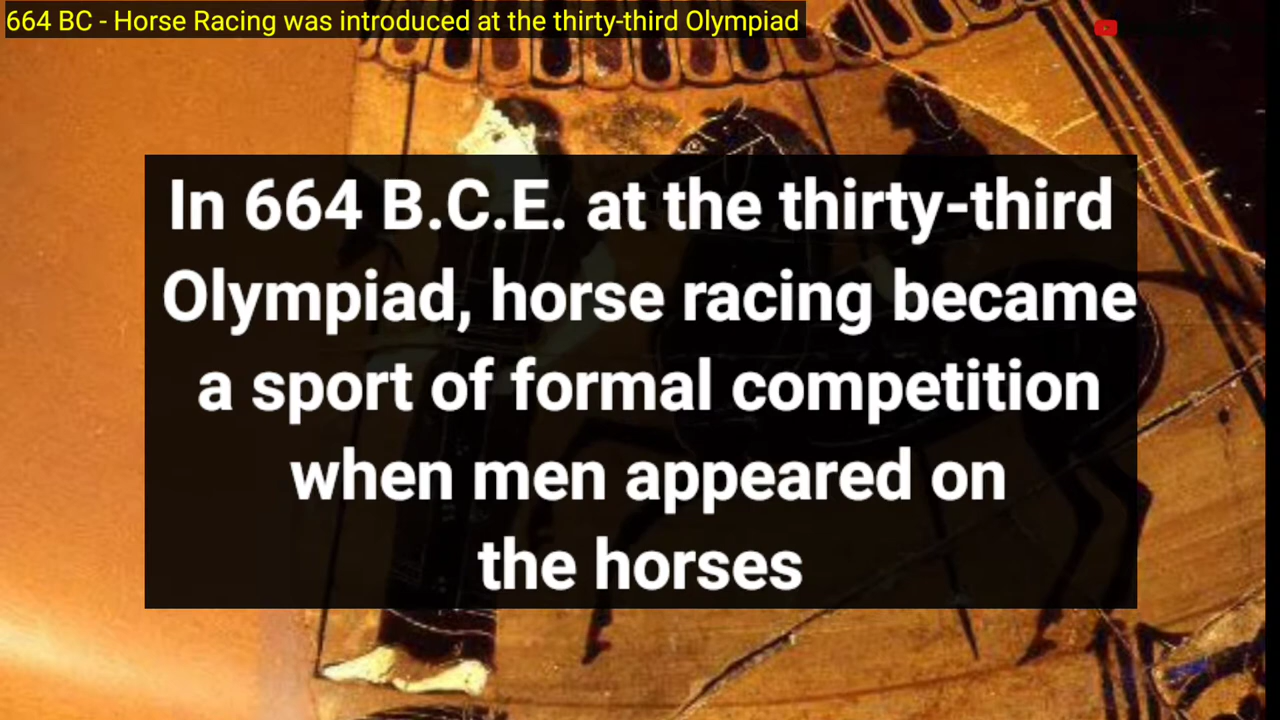 664 BC - Horse Racing was introduced at the thirty-third Olympiad
In 664 B.C.E. at the thirty-third
Olympiad, horse racing became
a sport of formal competition
when men appeared on
the horses